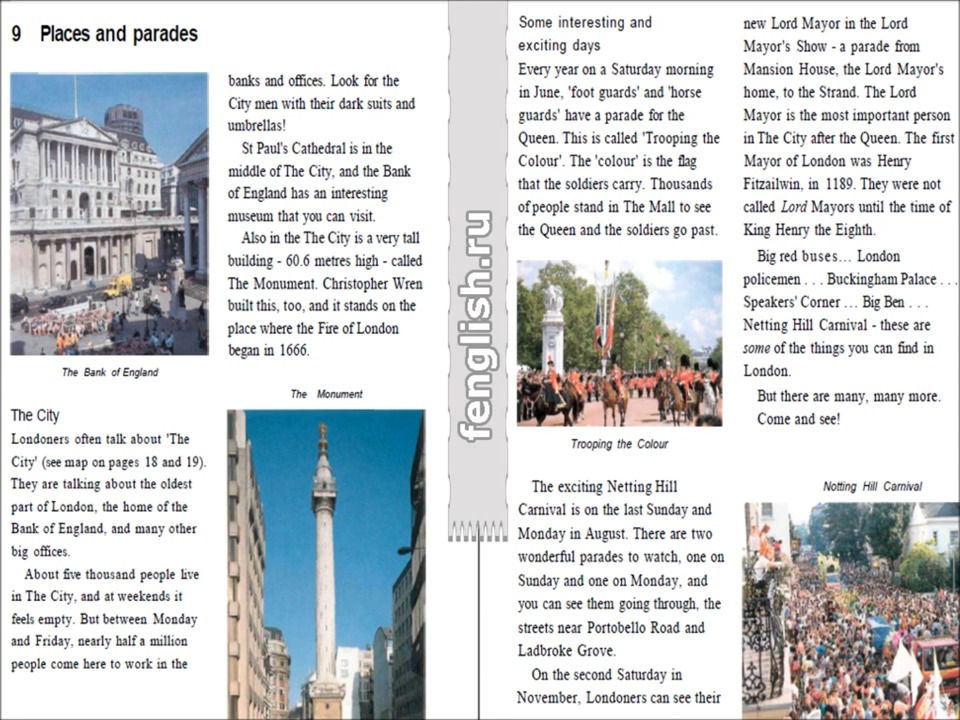 9 Places and parades
The Bank of England
The City
Londoners often talk about 'The
City' (see map on pages 18 and 19).
They are talking about the oldest
part of London, the home of the
Bank of England, and many other
big offices.
About five thousand people live
in The City, and at weekends it
feels empty. But between Monday
and Friday, nearly half a million
people come here to work in the
banks and offices. Look for the
City men with their dark suits and
umbrellas!
St Paul's Cathedral is in the
middle of The City, and the Bank
of England has an interesting
museum that you can visit.
Also in the The City is a very tall
building - 60.6 metres high - called
The Monument. Christopher Wren
built this, too, and it stands on the
place where the Fire of London
began in 1666.
The Monument
fenglish.ru
Some interesting and
exciting days
Every year on a Saturday morning
in June, 'foot guards' and 'horse
guards' have a parade for the
Queen. This is called 'Trooping the
Colour'. The 'colour' is the flag
that the soldiers carry. Thousands
of people stand in The Mall to see
the Queen and the soldiers go past.
Trooping the Colour
The exciting Netting Hill
Carnival is on the last Sunday and
Monday in August. There are two
wonderful parades to watch, one on
Sunday and one on Monday, and
you can see them going through, the
streets near Portobello Road and
Ladbroke Grove.
On the second Saturday in
November, Londoners can see their
new Lord Mayor in the Lord
Mayor's Show - a parade from
Mansion House, the Lord Mayor's
home, to the Strand. The Lord
Mayor is the most important person
in The City after the Queen. The first
Mayor of London was Henry
Fitzailwin, in 1189. They were not
called Lord Mayors until the time of
King Henry the Eighth.
Big red buses... London
policemen . . . Buckingham Palace . . .
Speakers' Corner ... Big Ben . . .
Netting Hill Carnival - these are
some of the things you can find in
London.
But there are many, many more.
Come and see!
Notting Hill Carnival